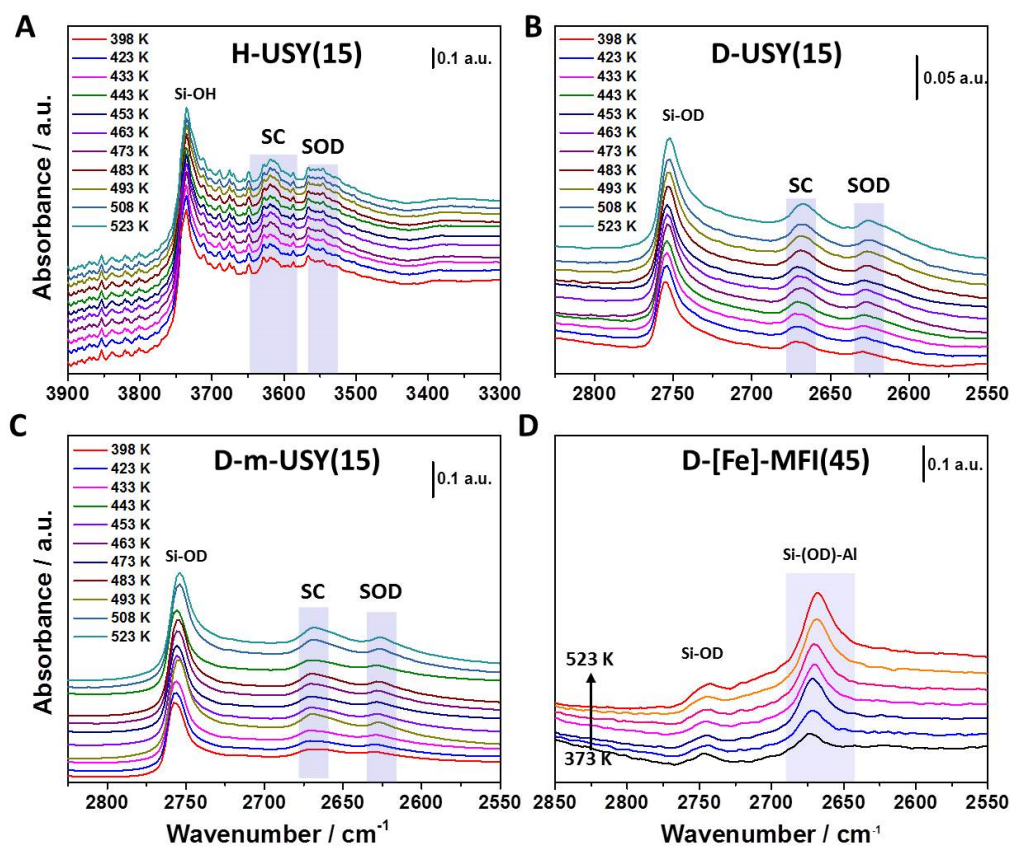 A
H-USY(15)
0.1 a.u.
398 K
423 K
433 K
443 K
453 K
463 K
473 K
483 K
493 K
508 K
523 K
Si-OH
SC
SOD
Absorbance / a.u.
3900 3800 3700 3600 3500 3400 3300
B
D-USY(15)
0.05 a.u.
398 K
423 K
433 K
443 K
453 K
463 K
473 K
483 K
493 K
508 K
523 K
Si-OD
SC
SOD
2800 2750 2700 2650 2600 2550
C
D-m-USY(15)
0.1 a.u.
398 K
423 K
433 K
443 K
453 K
463 K
473 K
483 K
493 K
508 K
523 K
Si-OD
SC
SOD
Absorbance / a.u.
2800 2750 2700 2650 2600 2550
Wavenumber / cm-1
D
D-[Fe]-MFI(45)
0.1 a.u.
Si-(OD)-Al
Si-OD
523 K
373 K
2850 2800 2750 2700 2650 2600 2550
Wavenumber / cm-1